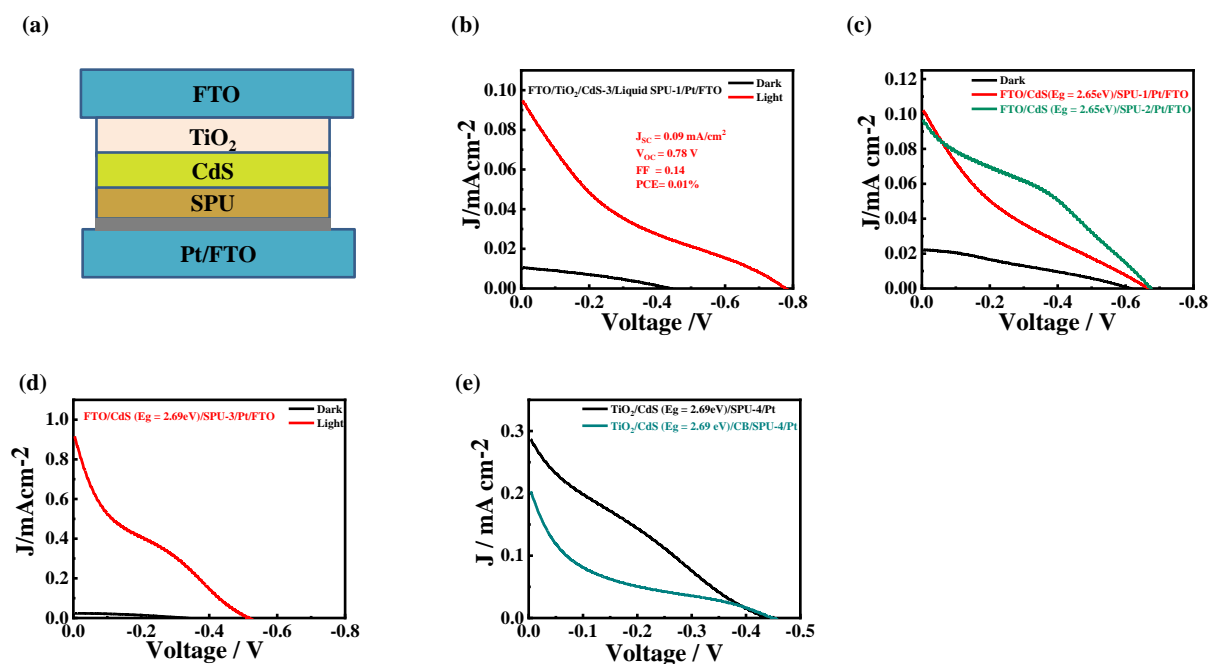 (a)
FTO
TiO₂
CdS
SPU
Pt/FTO
(b)
0.10
0.08
0.06
0.04
0.02
0.00
J/mAcm⁻²
Dark
Light
FTO/TiO₂/CdS-3/Liquid SPU-1/Pt/FTO
J_SC = 0.09 mA/cm²
V_OC = 0.78 V
FF = 0.14
PCE= 0.01%
0.0 -0.2 -0.4 -0.6 -0.8
Voltage /V
(c)
0.12
0.10
0.08
0.06
0.04
0.02
0.00
J/mA cm⁻²
Dark
FTO/CdS(Eg = 2.65eV)/SPU-1/Pt/FTO
FTO/CdS (Eg = 2.65eV)/SPU-2/Pt/FTO
0.0 -0.2 -0.4 -0.6 -0.8
Voltage / V
(d)
1.0
0.8
0.6
0.4
0.2
0.0
J/mAcm⁻²
FTO/CdS (Eg = 2.69eV)/SPU-3/Pt/FTO
Dark
Light
0.0 -0.2 -0.4 -0.6 -0.8
Voltage / V
(e)
0.3
0.2
0.1
0.0
J / mA cm⁻²
TiO₂/CdS (Eg = 2.69eV)/SPU-4/Pt
TiO₂/CdS (Eg = 2.69 eV)/CB/SPU-4/Pt
0.0 -0.1 -0.2 -0.3 -0.4 -0.5
Voltage / V